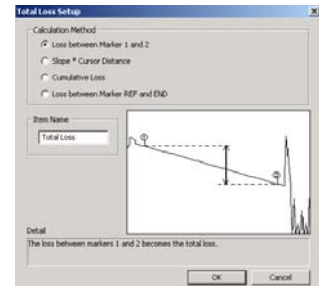 Total Loss Setup
Calculation Method
Loss between Marker 1 and 2
Slope * Cursor Distance
Cumulative Loss
Loss between Marker REF and END
Item Name
Total Loss
①
②
Detail
The loss between markers 1 and 2 becomes the total loss.
OK
Cancel